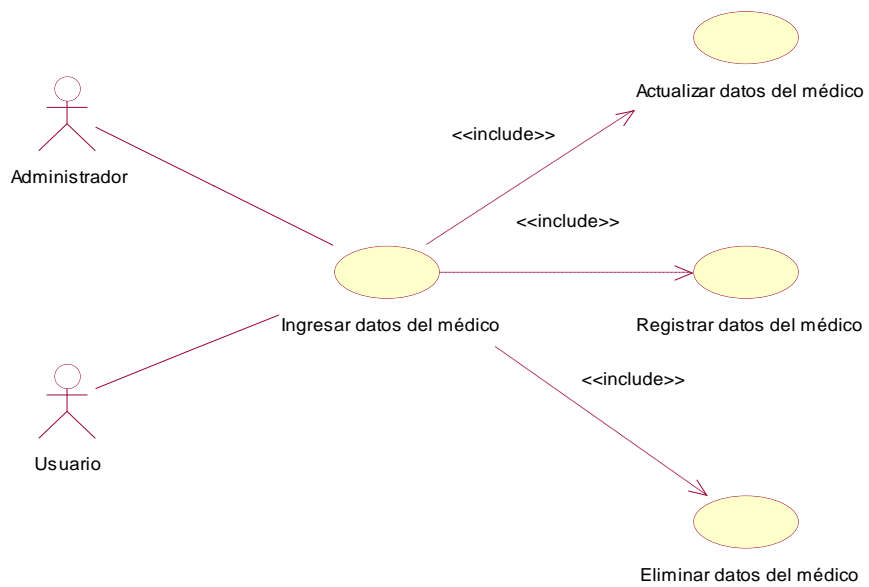 Actualizar datos del médico
<<include>>
Administrador
<<include>>
Ingresar datos del médico
Registrar datos del médico
<<include>>
Usuario
Eliminar datos del médico